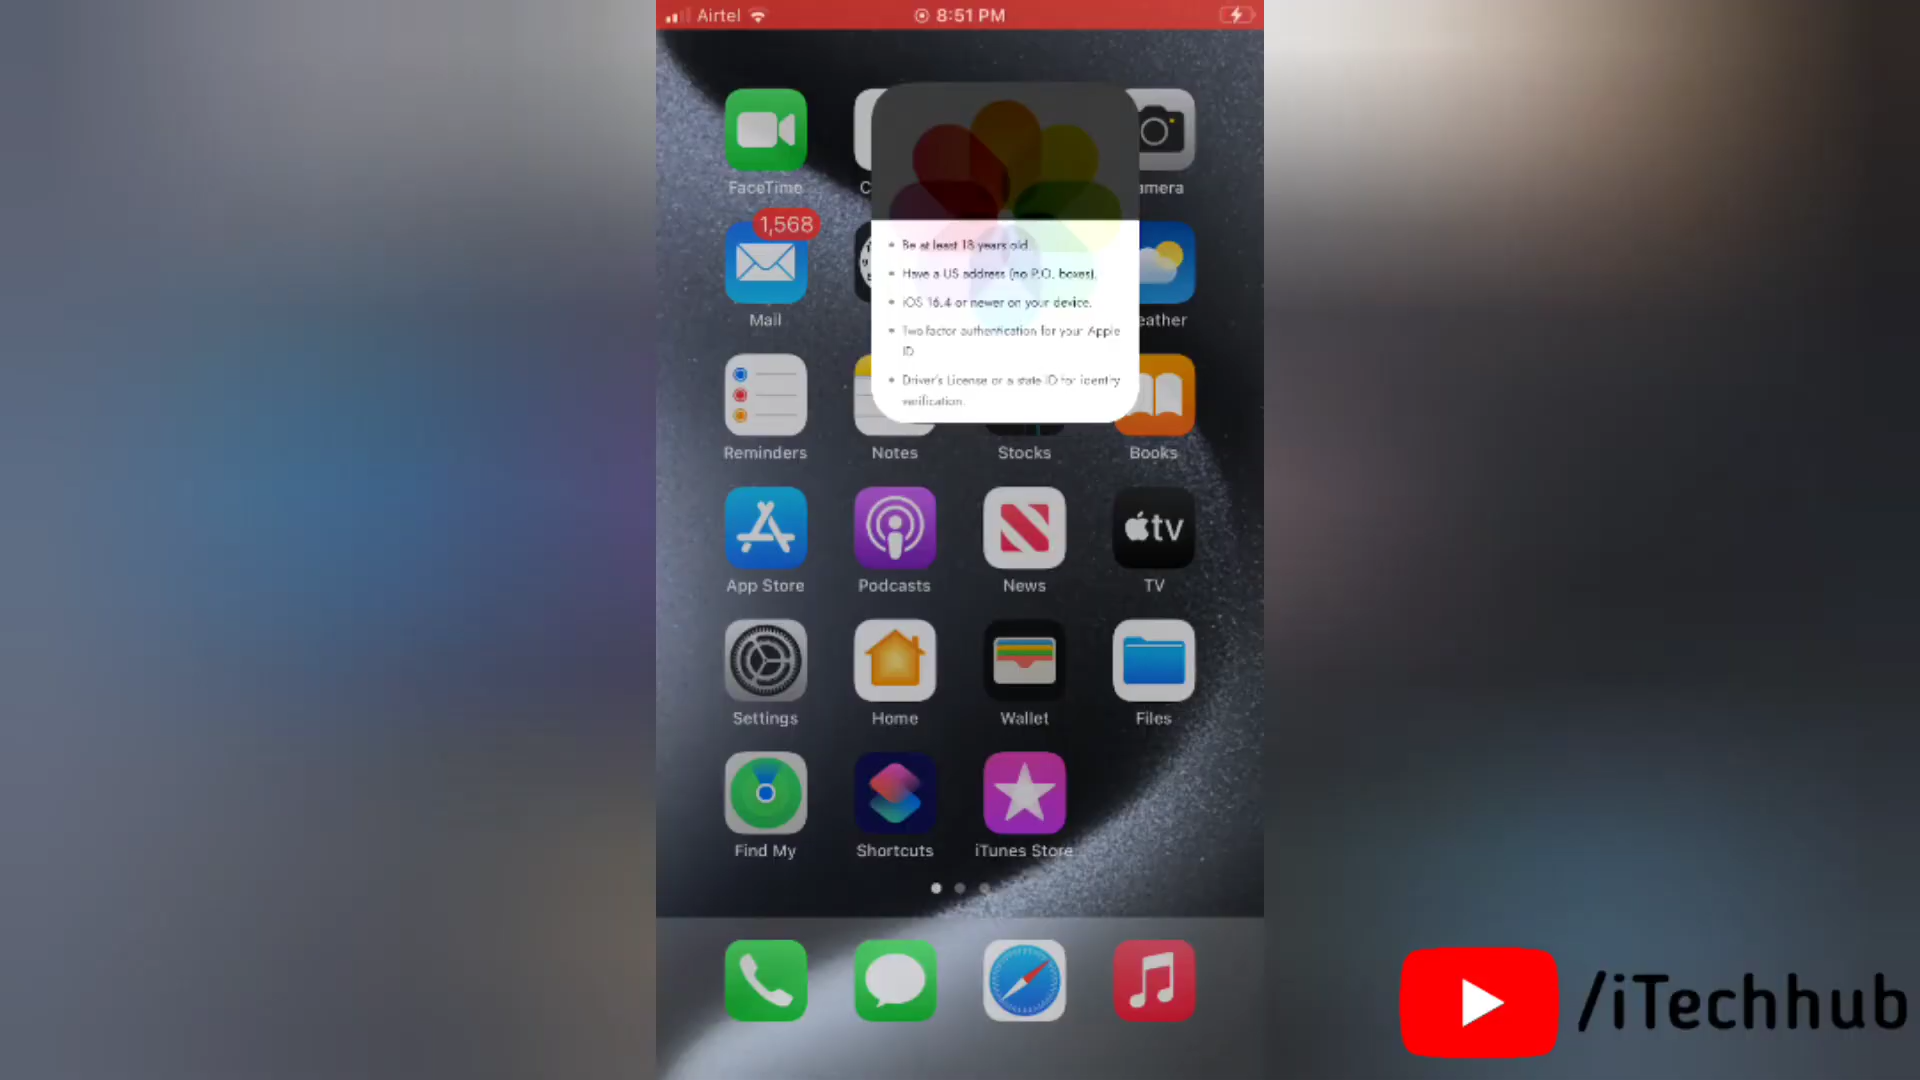 Airtel
8:51 PM
FaceTime
C
amera
1,568
Be at least 18 years old.
Have a US address (no P.O. boxes).
iOS 16.4 or newer on your device.
Two factor authentication for your Apple
ID
Driver's License or a state ID for identity
verification.
Mail
eather
Reminders
Notes
Stocks
Books
tv
App Store
Podcasts
News
TV
Settings
Home
Wallet
Files
Find My
Shortcuts
iTunes Store
/iTechhub